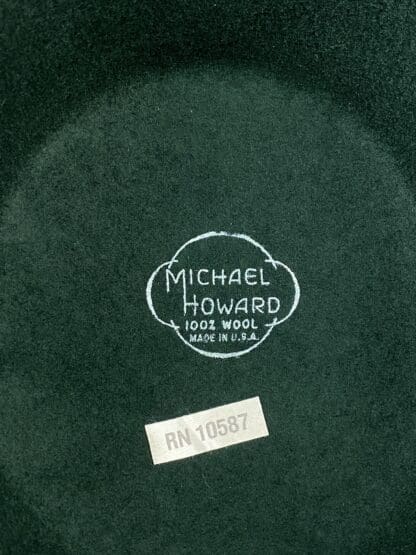 MICHAEL
HOWARD
100% WOOL
MADE IN U.S.A.
RN 10587